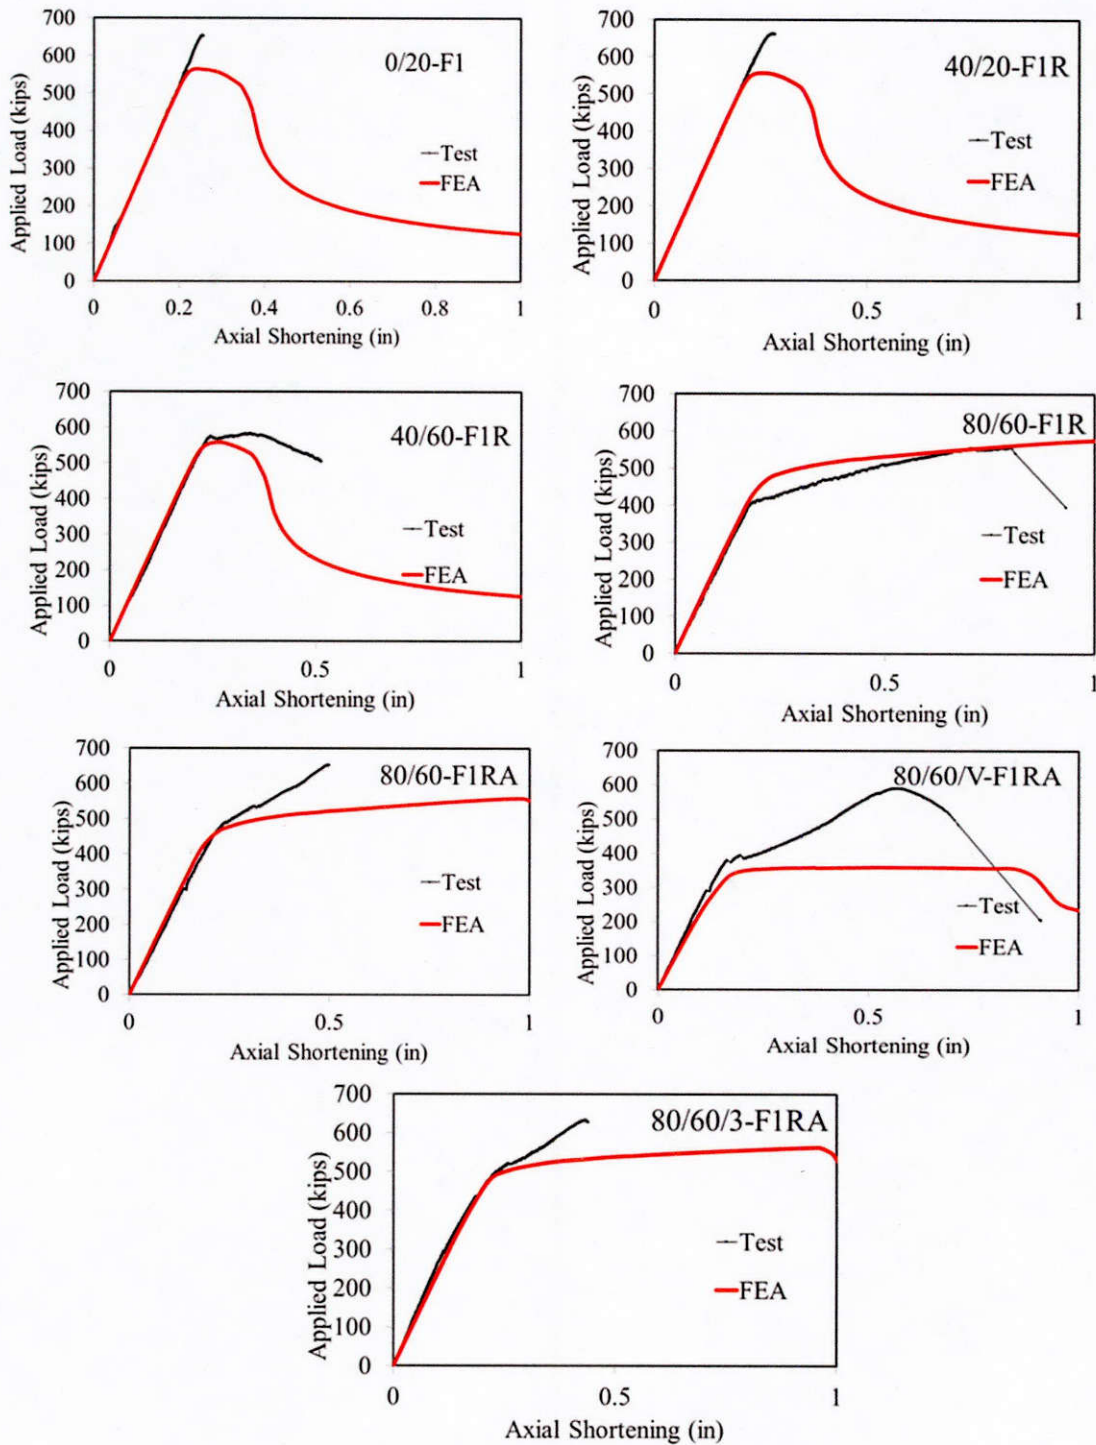 700
600
500
400
300
200
100
0
Applied Load (kips)
0/20-F1
Test
FEA
0 0.2 0.4 0.6 0.8 1
Axial Shortening (in)
700
600
500
400
300
200
100
0
Applied Load (kips)
40/20-F1R
Test
FEA
0 0.5 1
Axial Shortening (in)
700
600
500
400
300
200
100
0
Applied Load (kips)
40/60-F1R
Test
FEA
0 0.5 1
Axial Shortening (in)
700
600
500
400
300
200
100
0
Applied Load (kips)
80/60-F1R
Test
FEA
0 0.5 1
Axial Shortening (in)
700
600
500
400
300
200
100
0
Applied Load (kips)
80/60-F1RA
Test
FEA
0 0.5 1
Axial Shortening (in)
700
600
500
400
300
200
100
0
Applied Load (kips)
80/60/V-F1RA
Test
FEA
0 0.5 1
Axial Shortening (in)
700
600
500
400
300
200
100
0
Applied Load (kips)
80/60/3-F1RA
Test
FEA
0 0.5 1
Axial Shortening (in)